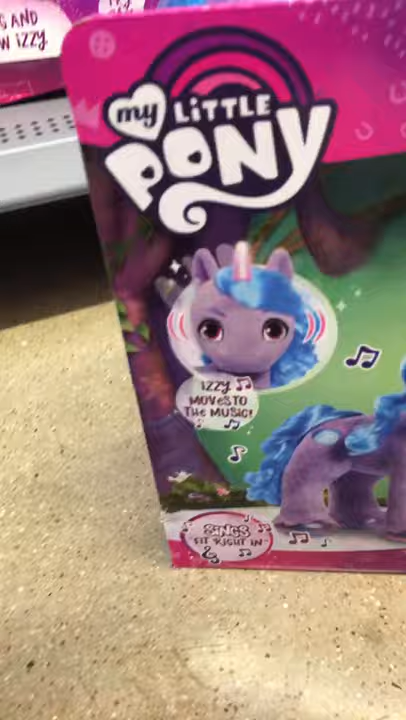 G AND
W IZZY
my LITTLE
PONY
IZZY
MOVES TO
THE MUSIC!
SINGS
FIT RIGHT IN